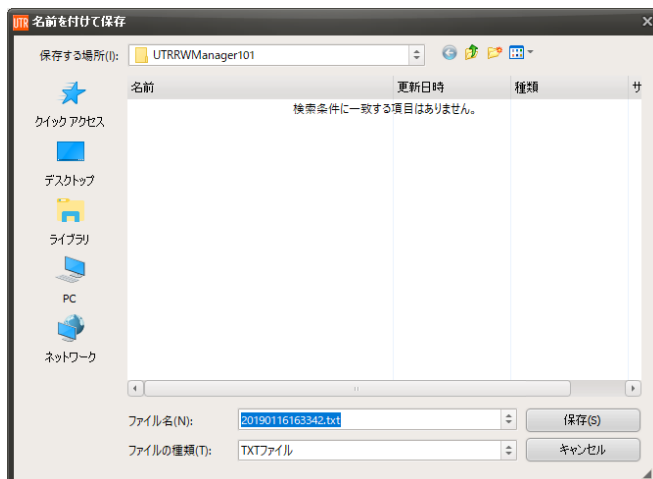 UTR 名前を付けて保存
保存する場所(I): UTRRWManager101
名前 更新日時 種類 サ
検索条件に一致する項目はありません。
クイック アクセス
デスクトップ
ライブラリ
PC
ネットワーク
ファイル名(N): 20190116163342.txt 保存(S)
ファイルの種類(T): TXTファイル キャンセル